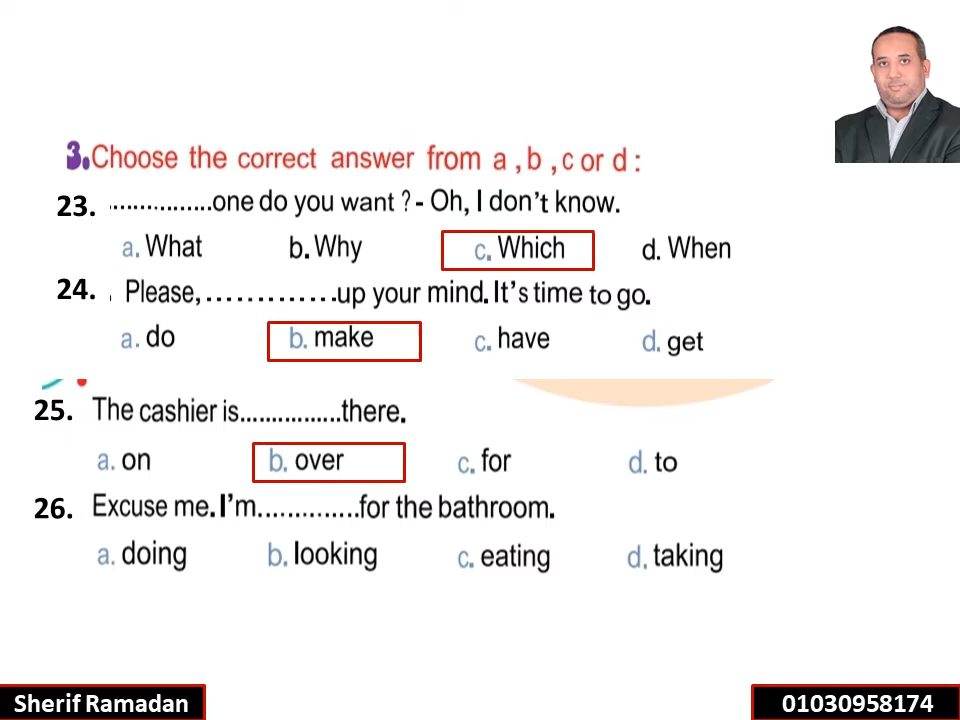 3. Choose the correct answer from a , b , c or d :
23. ...............one do you want ? - Oh, I don't know.
a. What b. Why c. Which d. When
24. Please, ..............up your mind. It's time to go.
a. do b. make c. have d. get
25. The cashier is...............there.
a. on b. over c. for d. to
26. Excuse me. I'm..............for the bathroom.
a. doing b. looking c. eating d. taking
Sherif Ramadan 01030958174